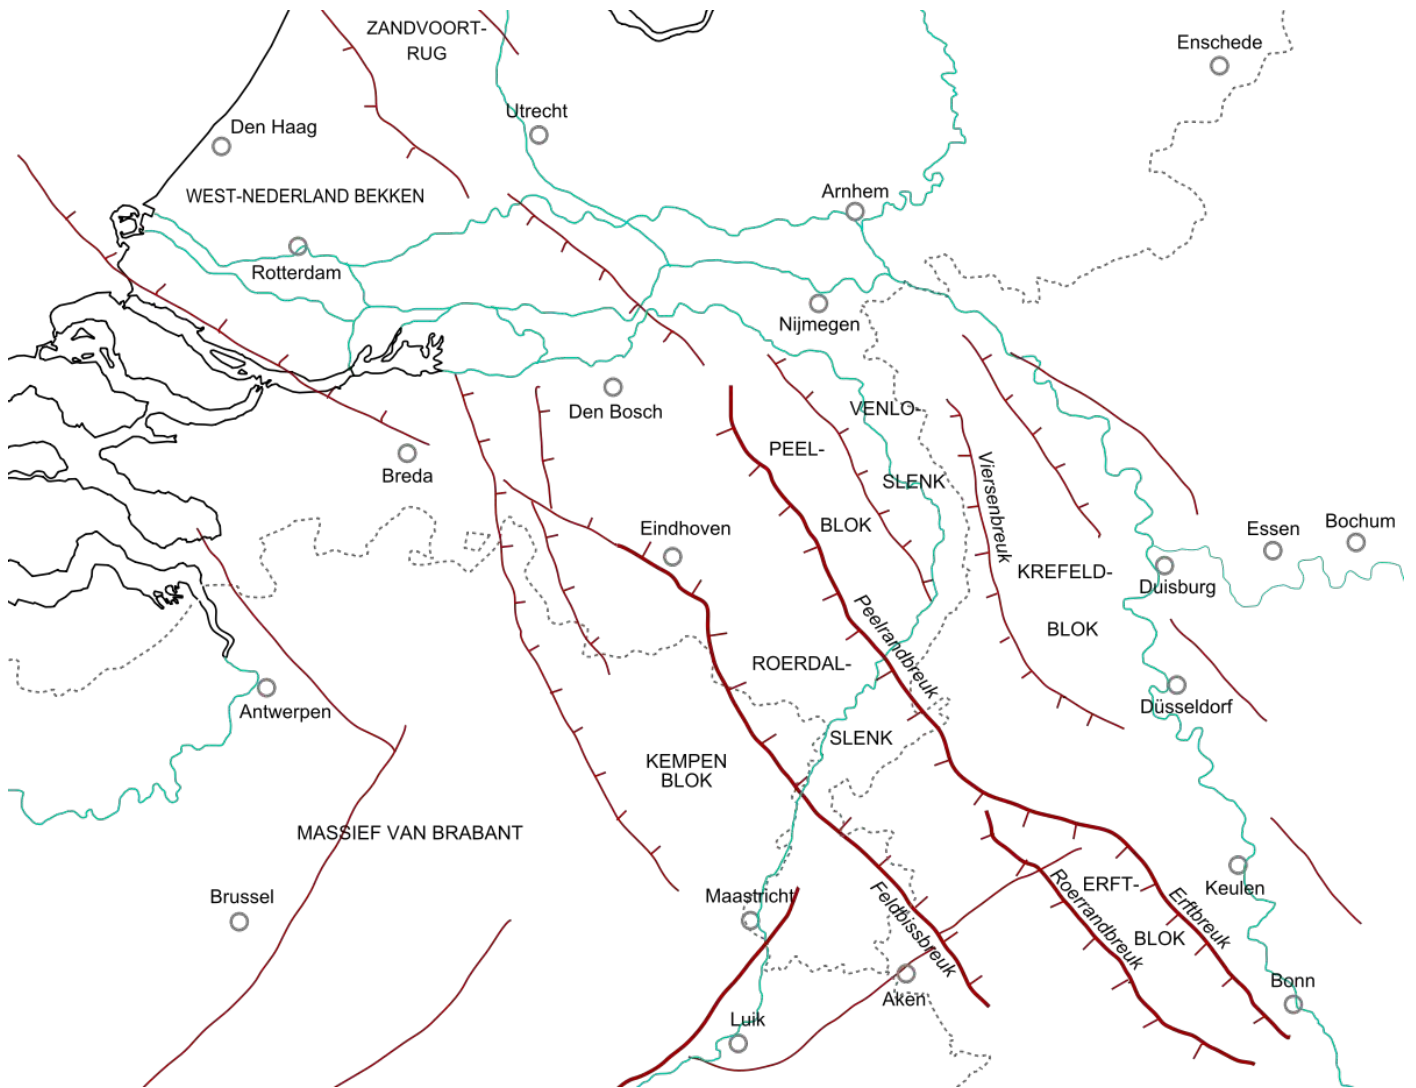 ZANDVOORT-
RUG
Enschede
Utrecht
Den Haag
WEST-NEDERLAND BEKKEN
Arnhem
Rotterdam
Nijmegen
Den Bosch
VENLO-
SLENK
PEEL-
BLOK
Breda
Viersenbreuk
Eindhoven
Essen
Bochum
Duisburg
KREFELD-
BLOK
Peelrandbreuk
ROERDAL-
SLENK
Antwerpen
Düsseldorf
KEMPEN
BLOK
MASSIEF VAN BRABANT
Brussel
Maastricht
Feldbissbreuk
Roerrandbreuk
ERFT-
BLOK
Erftbreuk
Keulen
Aken
Bonn
Luik